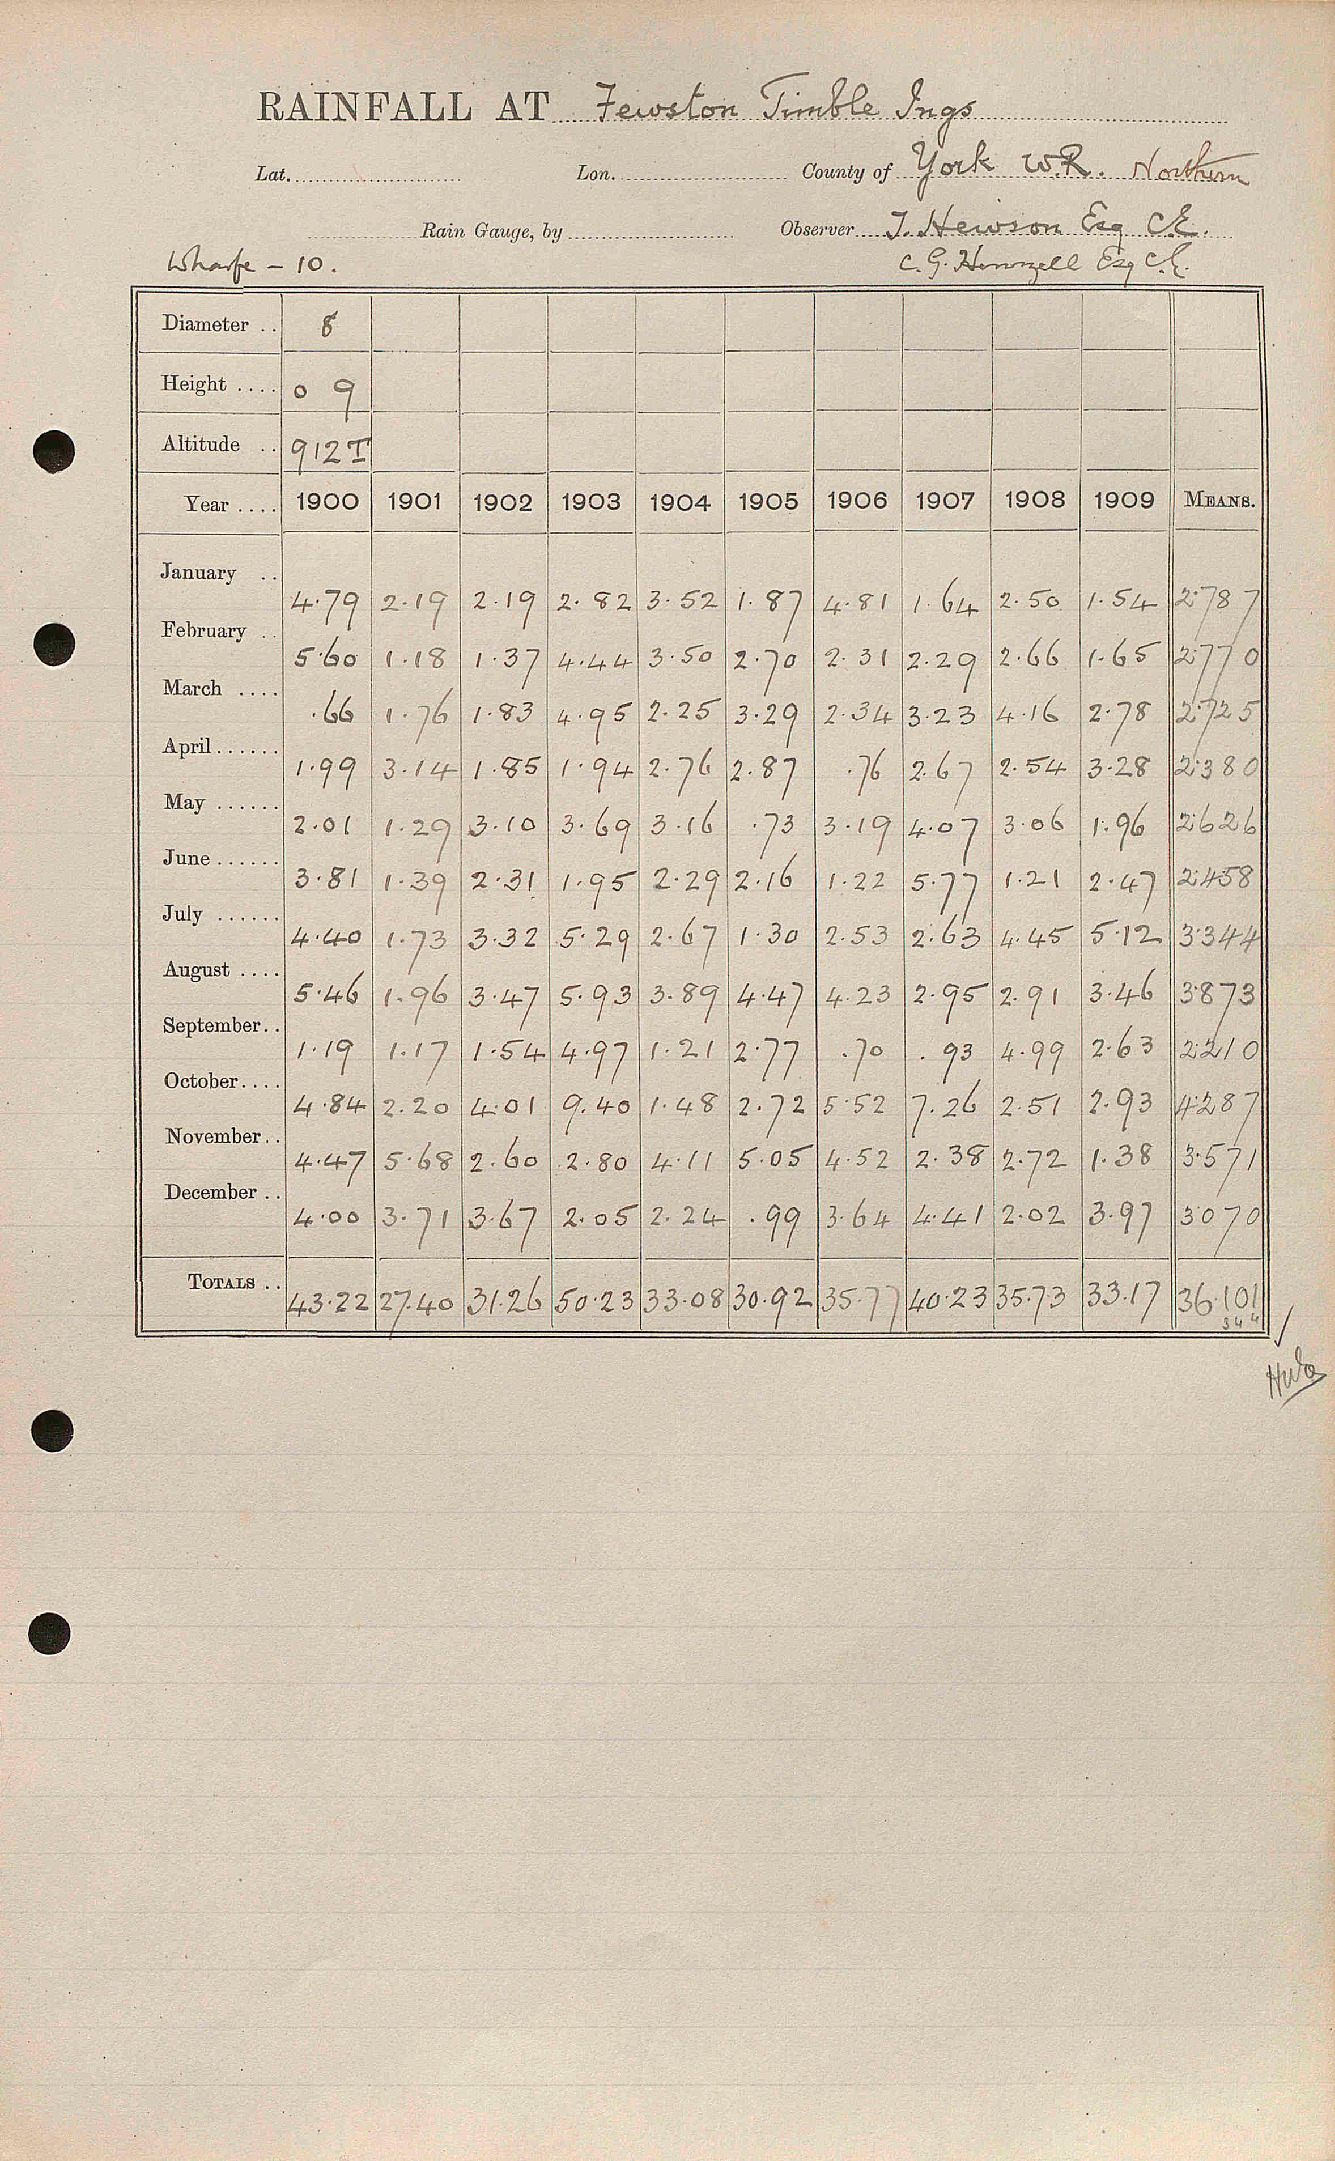 RAINFALL AT Fewston Timble Ings
Lat. Lon. County of York W.R. Northern
Rain Gauge, by Observer T. Hewson Esq C.E.
Wharfe - 10. C. G. Esq C.E.
Diameter .. 8
Height .... 0 9
Altitude .. 912 T
Year .... 1900 1901 1902 1903 1904 1905 1906 1907 1908 1909 MEANS.
January .. 4.79 2.19 2.19 2.82 3.52 1.87 4.81 1.64 2.50 1.54 2.787
February .. 5.60 1.18 1.37 4.44 3.50 2.70 2.31 2.29 2.66 1.65 2.770
March .... .66 1.76 1.83 4.95 2.25 3.29 2.34 3.23 4.16 2.78 2.725
April ...... 1.99 3.14 1.85 1.94 2.76 2.87 .76 2.67 2.54 3.28 2.380
May ...... 2.01 1.29 3.10 3.69 3.16 .73 3.19 4.07 3.06 1.96 2.626
June ...... 3.81 1.39 2.31 1.95 2.29 2.16 1.22 5.77 1.21 2.47 2.458
July ...... 4.40 1.73 3.32 5.29 2.67 1.30 2.53 2.63 4.45 5.12 3.344
August .... 5.46 1.96 3.47 5.93 3.89 4.47 4.23 2.95 2.91 3.46 3.873
September .. 1.19 1.17 1.54 4.97 1.21 2.77 .70 .93 4.99 2.63 2.210
October .... 4.84 2.20 4.01 9.40 1.48 2.72 5.52 7.26 2.51 2.93 4.287
November .. 4.47 5.68 2.60 2.80 4.11 5.05 4.52 2.38 2.72 1.38 3.571
December .. 4.00 3.71 3.67 2.05 2.24 .99 3.64 4.41 2.02 3.97 3.070
TOTALS .. 43.22 27.40 31.26 50.23 33.08 30.92 35.77 40.23 35.73 33.17 36.101
344